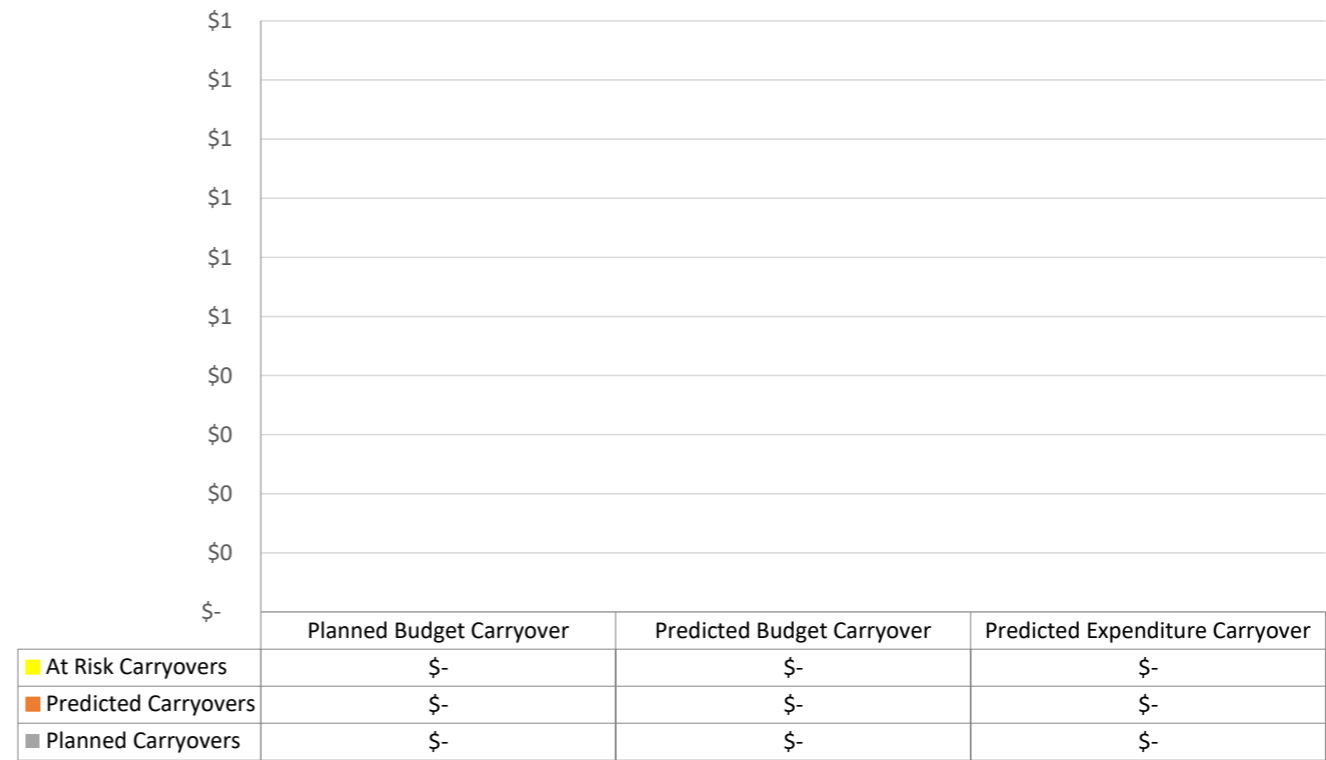 $1
$1
$1
$1
$1
$1
$0
$0
$0
$0
$-
Planned Budget Carryover Predicted Budget Carryover Predicted Expenditure Carryover
At Risk Carryovers $- $- $-
Predicted Carryovers $- $- $-
Planned Carryovers $- $- $-